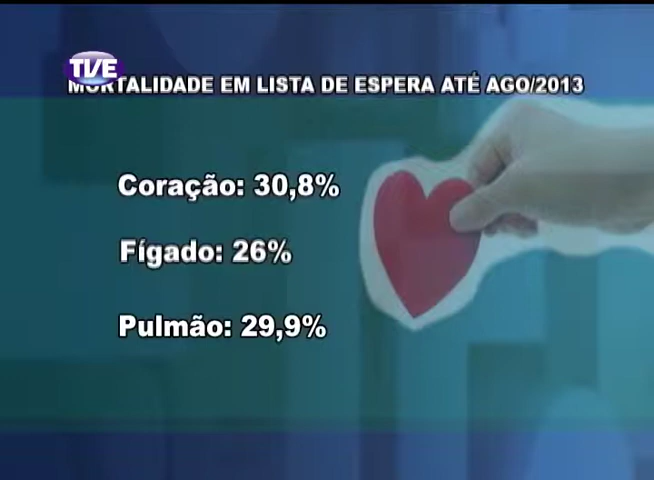 TVE
MORTALIDADE EM LISTA DE ESPERA ATÉ AGO/2013
Coração: 30,8%
Fígado: 26%
Pulmão: 29,9%